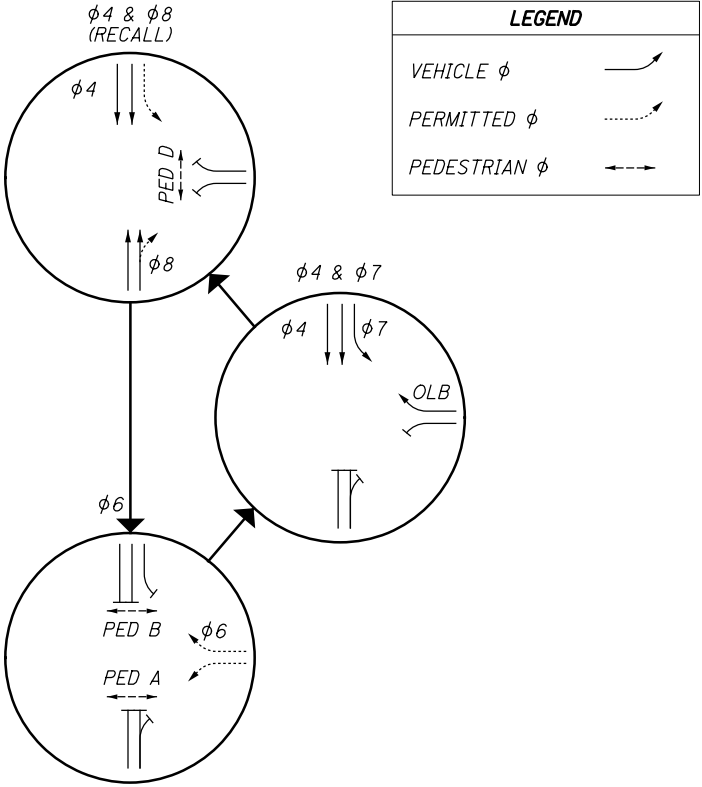 ϕ4 & ϕ8
(RECALL)
ϕ4
PED D
ϕ8
LEGEND
VEHICLE ϕ
PERMITTED ϕ
PEDESTRIAN ϕ
ϕ4 & ϕ7
ϕ4
ϕ7
OLB
ϕ6
PED B
ϕ6
PED A